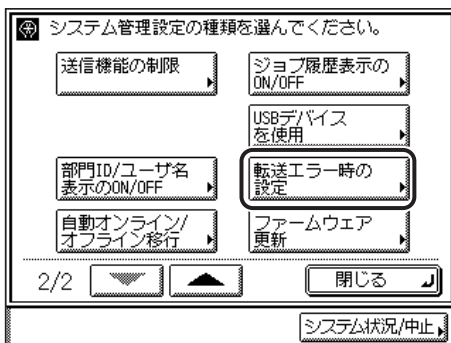 システム管理設定の種類を選んでください。
送信機能の制限
ジョブ履歴表示の
ON/OFF
USBデバイス
を使用
部門ID/ユーザ名
表示のON/OFF
転送エラー時の
設定
自動オンライン/
オフライン移行
ファームウェア
更新
2/2
閉じる
システム状況/中止